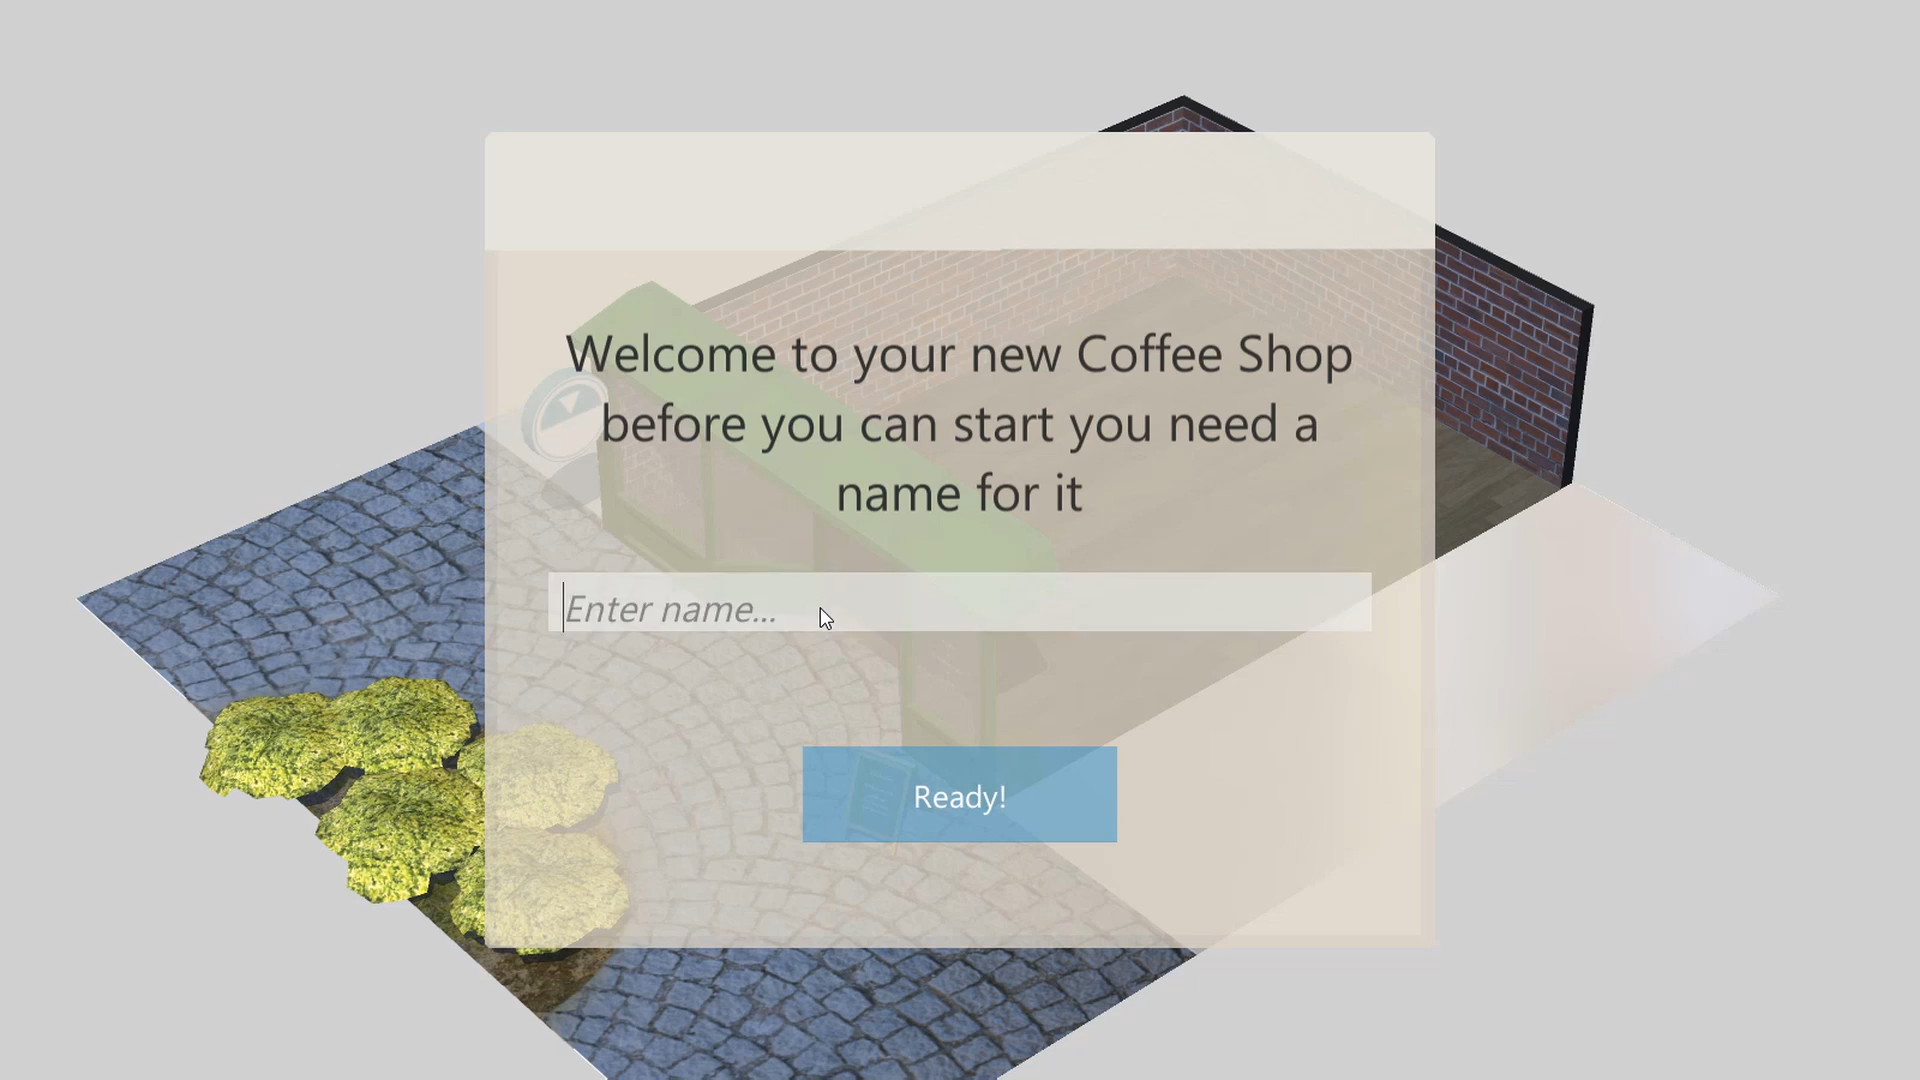 Welcome to your new Coffee Shop
before you can start you need a
name for it
Enter name...
Ready!